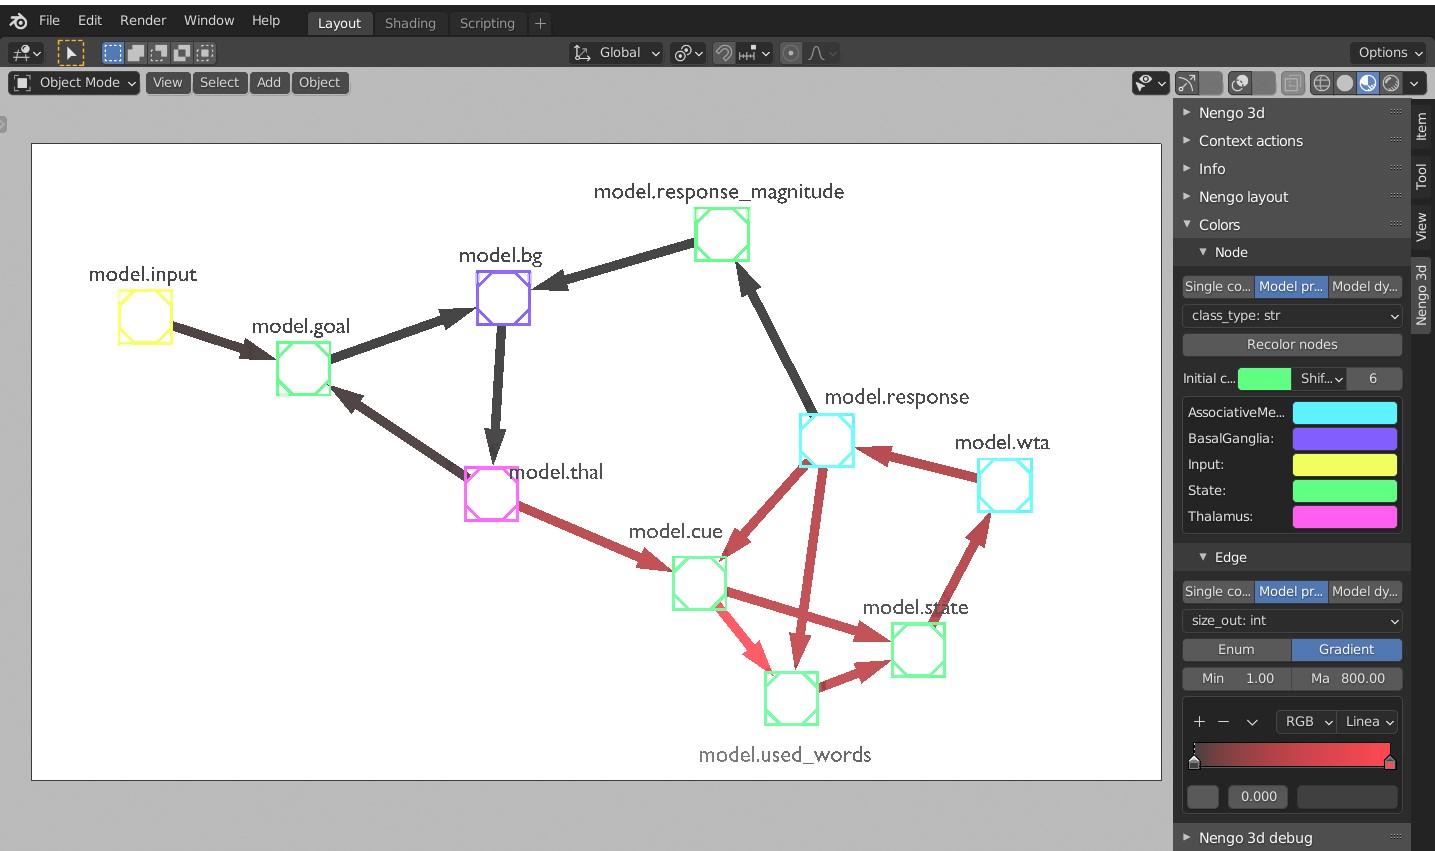 File Edit Render Window Help Layout Shading Scripting +
Global Options
Object Mode View Select Add Object
Nengo 3d
Context actions
Info
Nengo layout
Colors
Node
Single co... Model pr... Model dy...
class_type: str
Recolor nodes
Initial c... Shif... 6
AssociativeMe...
BasalGanglia:
Input:
State:
Thalamus:
Edge
Single co... Model pr... Model dy...
size_out: int
Enum Gradient
Min 1.00 Ma 800.00
+ − RGB Linea
0.000
Nengo 3d debug
Item
Tool
View
Nengo 3d
model.response_magnitude
model.bg
model.input
model.goal
model.response
model.wta
model.thal
model.cue
model.state
model.used_words